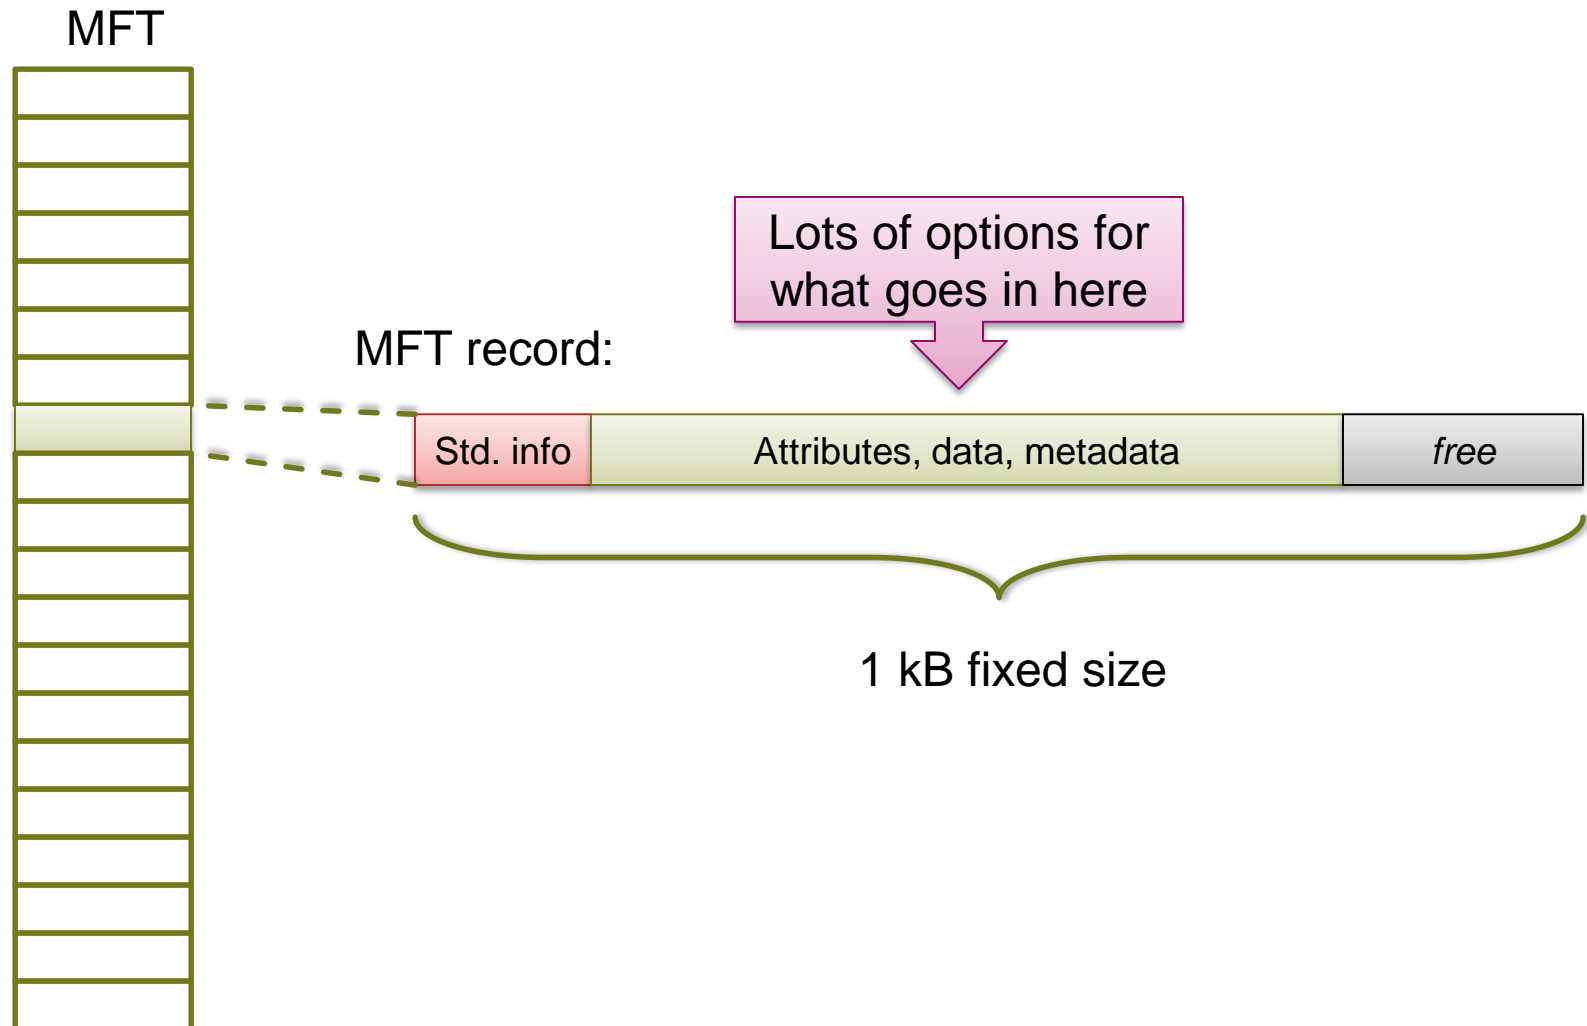 MFT
Lots of options for
what goes in here
MFT record:
Std. info
Attributes, data, metadata
free
1 kB fixed size